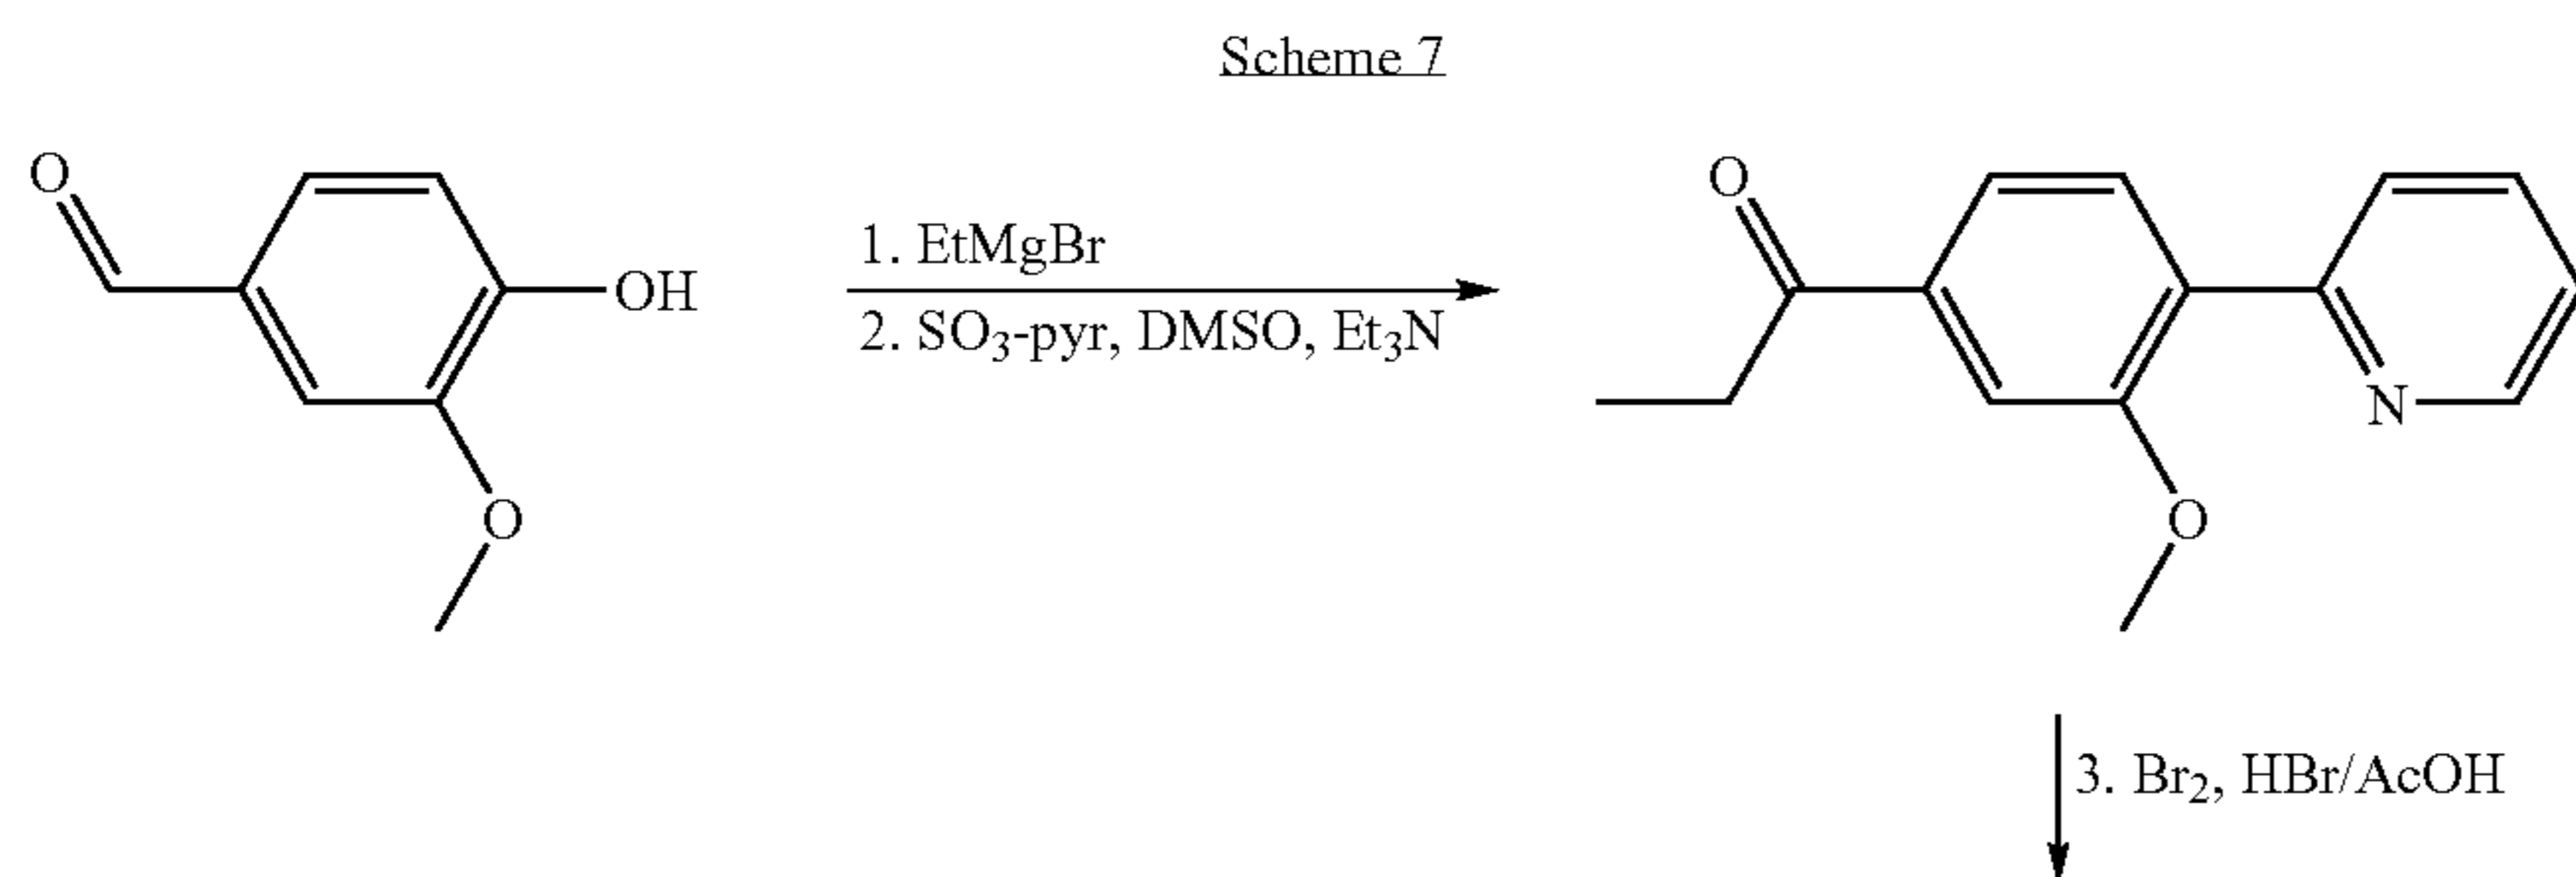 Scheme 7
O
OH
O
1. EtMgBr
2. SO3-pyr, DMSO, Et3N
O
N
O
3. Br2, HBr/AcOH